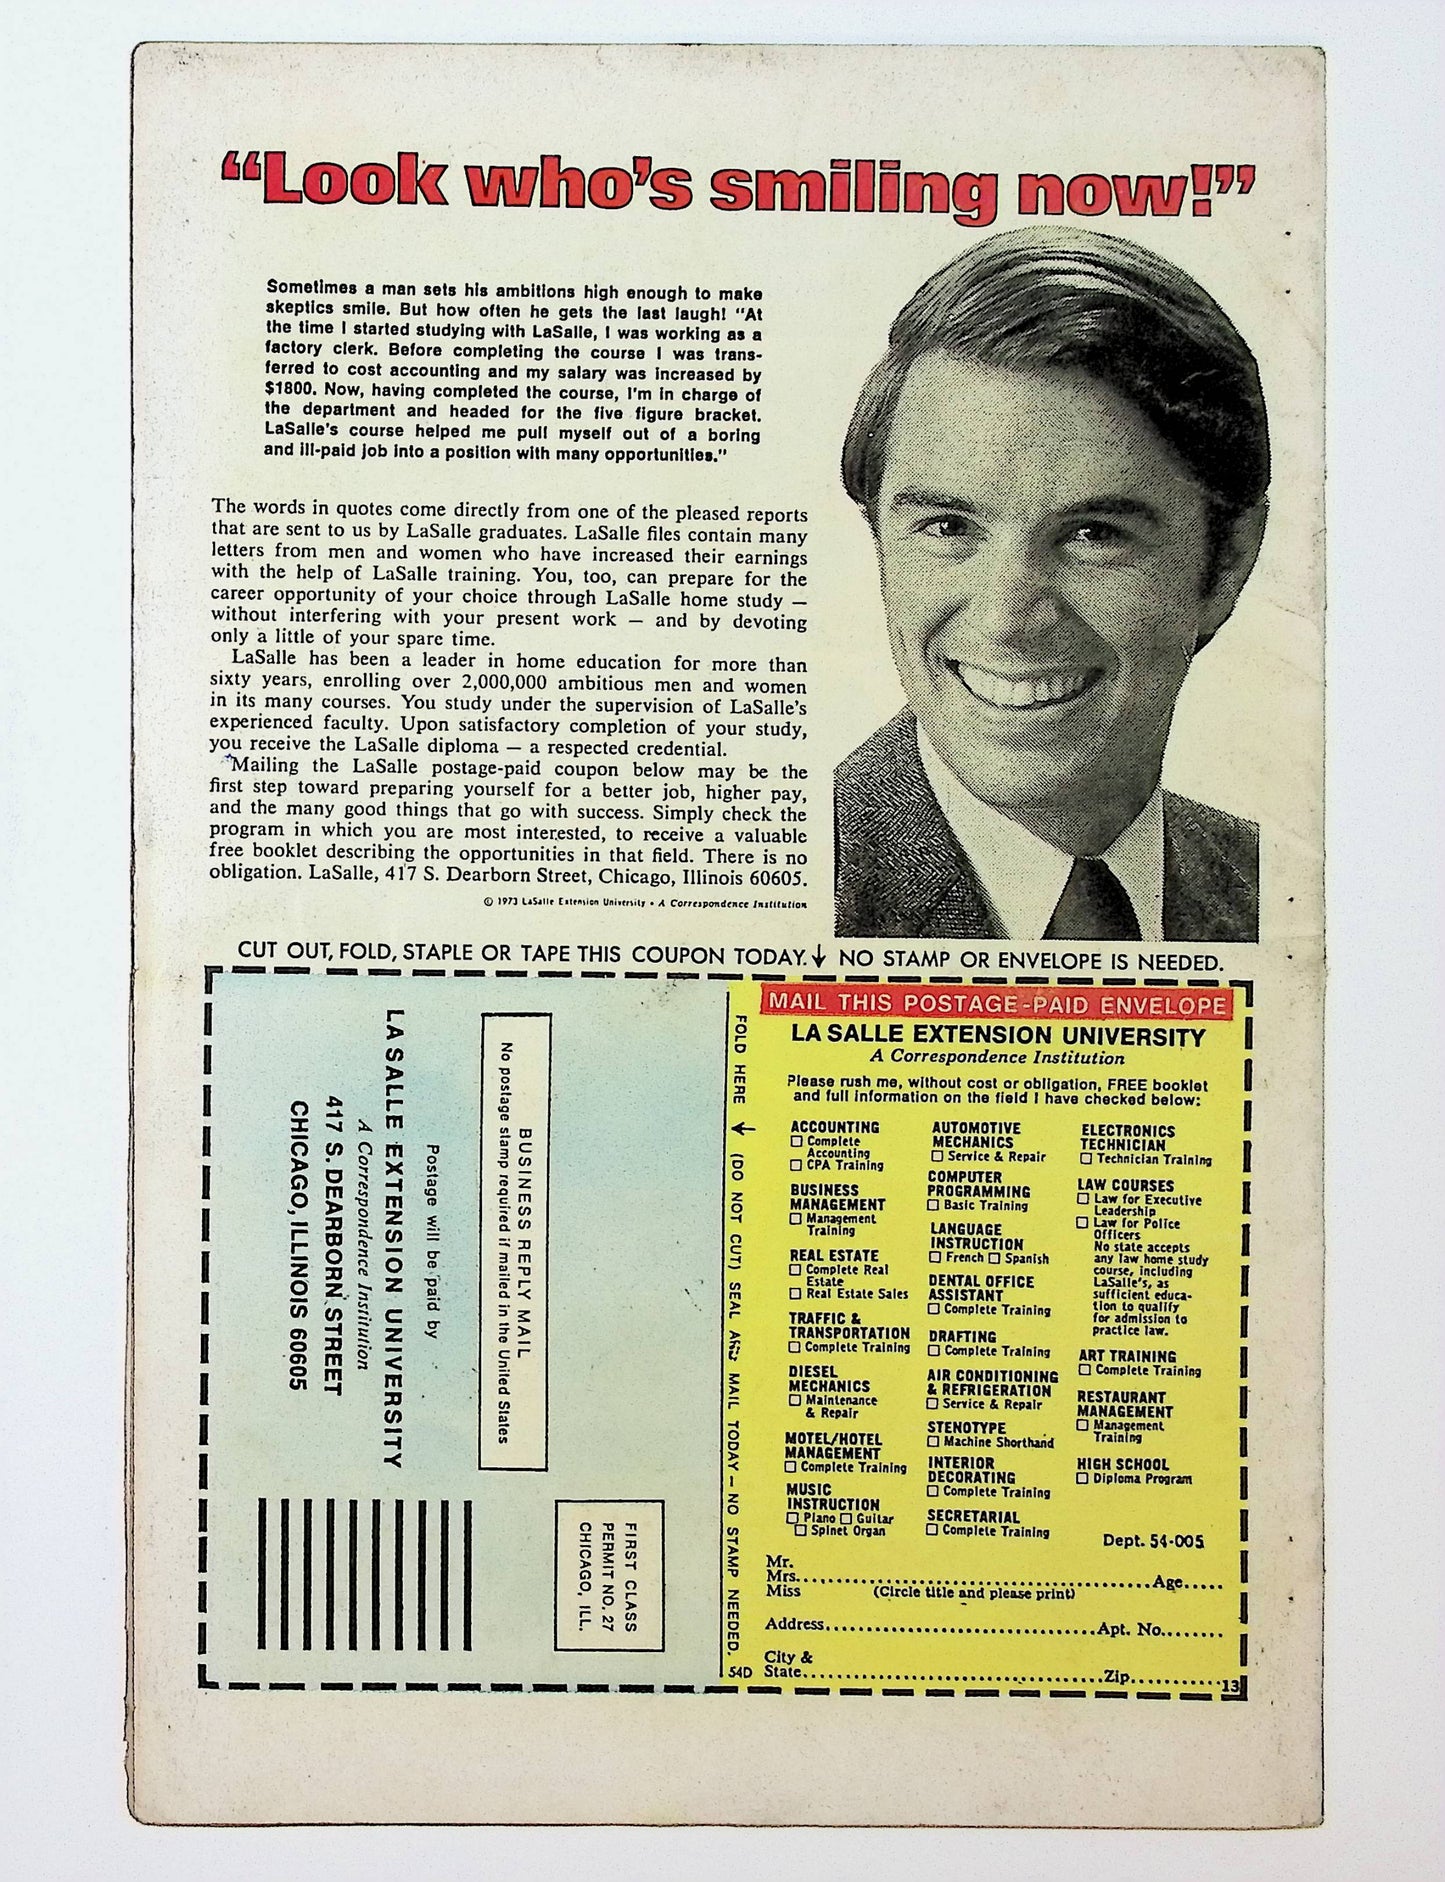 “Look who’s smiling now!”
Sometimes a man sets his ambitions high enough to make
skeptics smile. But how often he gets the last laugh! "At
the time I started studying with LaSalle, I was working as a
factory clerk. Before completing the course I was trans-
ferred to cost accounting and my salary was increased by
$1800. Now, having completed the course, I'm in charge of
the department and headed for the five figure bracket.
LaSalle's course helped me pull myself out of a boring
and ill-paid job into a position with many opportunities."
The words in quotes come directly from one of the pleased reports
that are sent to us by LaSalle graduates. LaSalle files contain many
letters from men and women who have increased their earnings
with the help of LaSalle training. You, too, can prepare for the
career opportunity of your choice through LaSalle home study —
without interfering with your present work — and by devoting
only a little of your spare time.
LaSalle has been a leader in home education for more than
sixty years, enrolling over 2,000,000 ambitious men and women
in its many courses. You study under the supervision of LaSalle's
experienced faculty. Upon satisfactory completion of your study,
you receive the LaSalle diploma — a respected credential.
Mailing the LaSalle postage-paid coupon below may be the
first step toward preparing yourself for a better job, higher pay,
and the many good things that go with success. Simply check the
program in which you are most interested, to receive a valuable
free booklet describing the opportunities in that field. There is no
obligation. LaSalle, 417 S. Dearborn Street, Chicago, Illinois 60605.
© 1973 LaSalle Extension University • A Correspondence Institution
CUT OUT, FOLD, STAPLE OR TAPE THIS COUPON TODAY.↓ NO STAMP OR ENVELOPE IS NEEDED.
FIRST CLASS
PERMIT NO. 27
CHICAGO, ILL.
BUSINESS REPLY MAIL
No postage stamp required if mailed in the United States
Postage will be paid by
LA SALLE EXTENSION UNIVERSITY
A Correspondence Institution
417 S. DEARBORN STREET
CHICAGO, ILLINOIS 60605
FOLD HERE ↓ (DO NOT CUT) SEAL AND MAIL TODAY — NO STAMP NEEDED.
54D
MAIL THIS POSTAGE-PAID ENVELOPE
LA SALLE EXTENSION UNIVERSITY
A Correspondence Institution
Please rush me, without cost or obligation, FREE booklet
and full information on the field I have checked below:
ACCOUNTING
☐ Complete
Accounting
☐ CPA Training
BUSINESS
MANAGEMENT
☐ Management
Training
REAL ESTATE
☐ Complete Real
Estate
☐ Real Estate Sales
TRAFFIC &
TRANSPORTATION
☐ Complete Training
DIESEL
MECHANICS
☐ Maintenance
& Repair
MOTEL/HOTEL
MANAGEMENT
☐ Complete Training
MUSIC
INSTRUCTION
☐ Piano ☐ Guitar
☐ Spinet Organ
AUTOMOTIVE
MECHANICS
☐ Service & Repair
COMPUTER
PROGRAMMING
☐ Basic Training
LANGUAGE
INSTRUCTION
☐ French ☐ Spanish
DENTAL OFFICE
ASSISTANT
☐ Complete Training
DRAFTING
☐ Complete Training
AIR CONDITIONING
& REFRIGERATION
☐ Service & Repair
STENOTYPE
☐ Machine Shorthand
INTERIOR
DECORATING
☐ Complete Training
SECRETARIAL
☐ Complete Training
ELECTRONICS
TECHNICIAN
☐ Technician Training
LAW COURSES
☐ Law for Executive
Leadership
☐ Law for Police
Officers
No state accepts
any law home study
course, including
LaSalle's, as
sufficient educa-
tion to qualify
for admission to
practice law.
ART TRAINING
☐ Complete Training
RESTAURANT
MANAGEMENT
☐ Management
Training
HIGH SCHOOL
☐ Diploma Program
Dept. 54-005
Mr.
Mrs. Age
Miss (Circle title and please print)
Address Apt. No.
City &
State Zip
13